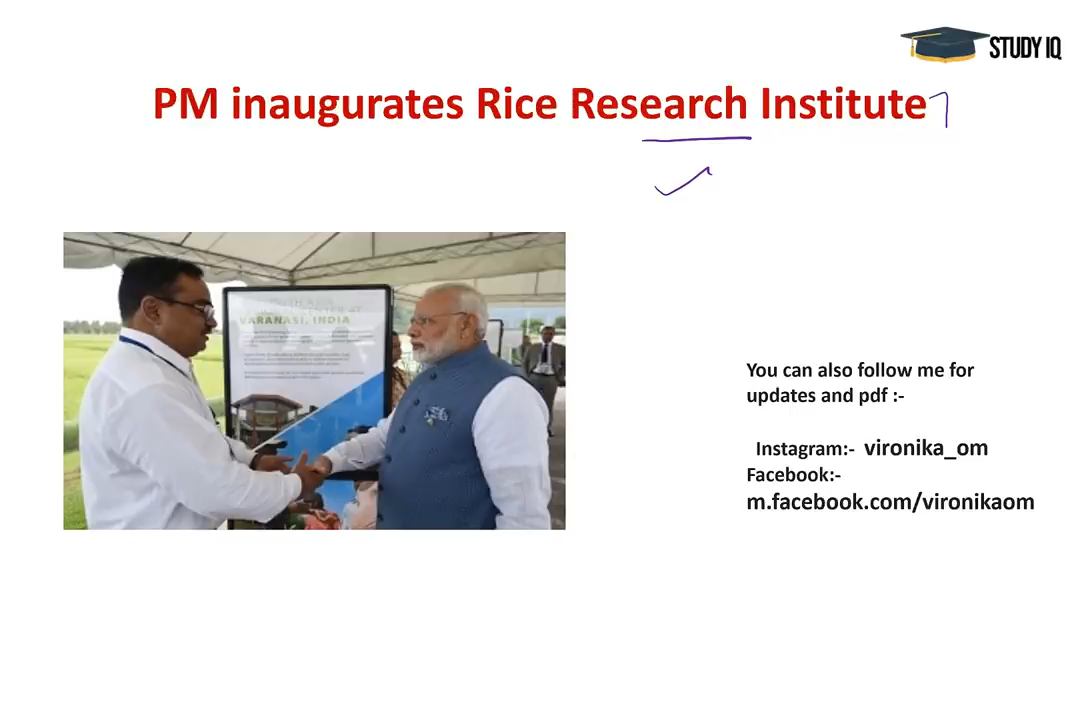 STUDY IQ
PM inaugurates Rice Research Institute
VARANASI, INDIA
You can also follow me for
updates and pdf :-
Instagram:- vironika_om
Facebook:-
m.facebook.com/vironikaom